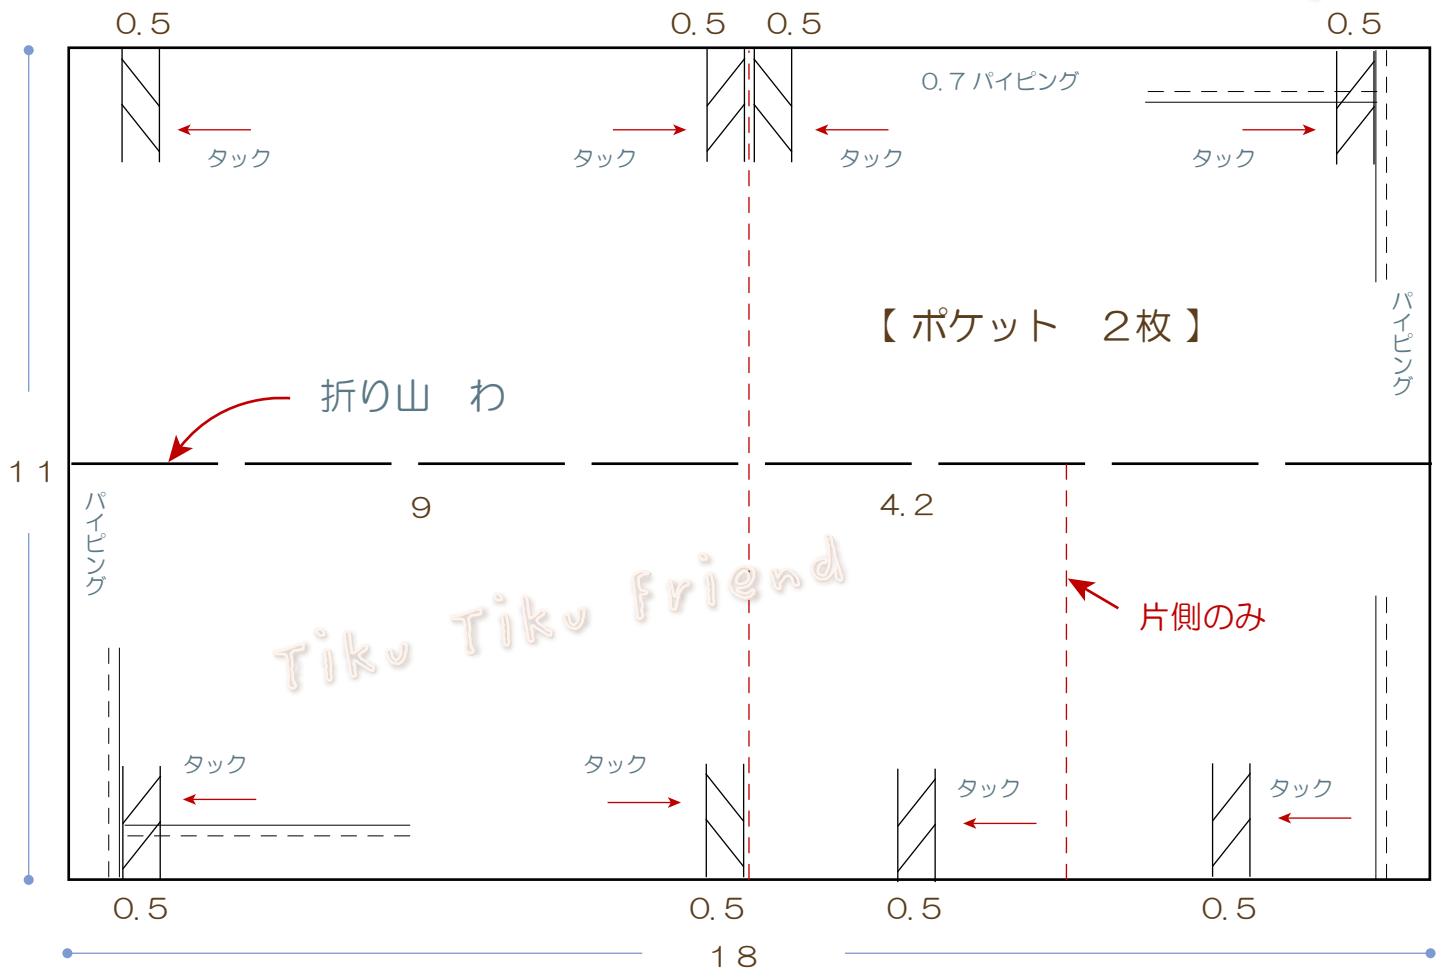 0.5 0.5 0.5 0.5
0.7 パイピング
タック タック タック タック
【 ポケット　2枚 】
パイピング
折り山　わ
11
9 4.2
パイピング
Tiku Tiku Friend
片側のみ
タック タック タック タック
0.5 0.5 0.5 0.5
18